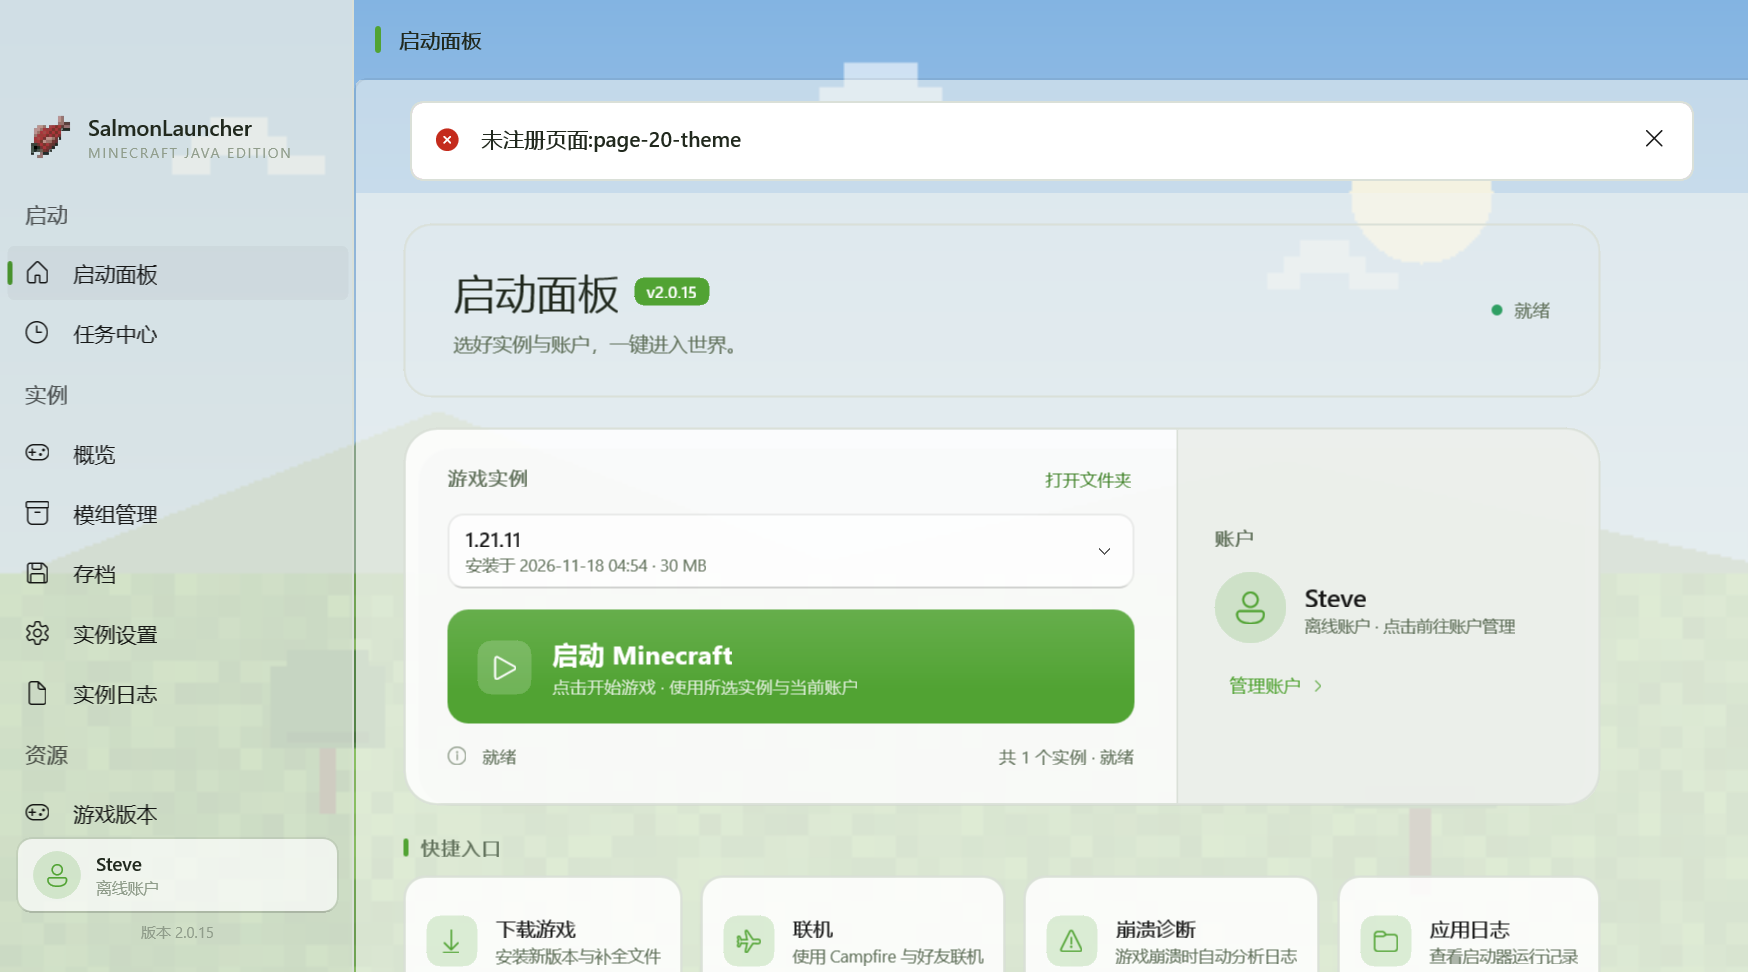 启动面板
SalmonLauncher
MINECRAFT JAVA EDITION
启动
启动面板
任务中心
实例
概览
模组管理
存档
实例设置
实例日志
资源
游戏版本
Steve
离线账户
版本 2.0.15
未注册页面:page-20-theme
启动面板
v2.0.15
选好实例与账户，一键进入世界。
就绪
游戏实例
打开文件夹
1.21.11
安装于 2026-11-18 04:54 · 30 MB
启动 Minecraft
点击开始游戏 · 使用所选实例与当前账户
就绪
共 1 个实例 · 就绪
账户
Steve
离线账户 · 点击前往账户管理
管理账户
快捷入口
下载游戏
安装新版本与补全文件
联机
使用 Campfire 与好友联机
崩溃诊断
游戏崩溃时自动分析日志
应用日志
查看启动器运行记录